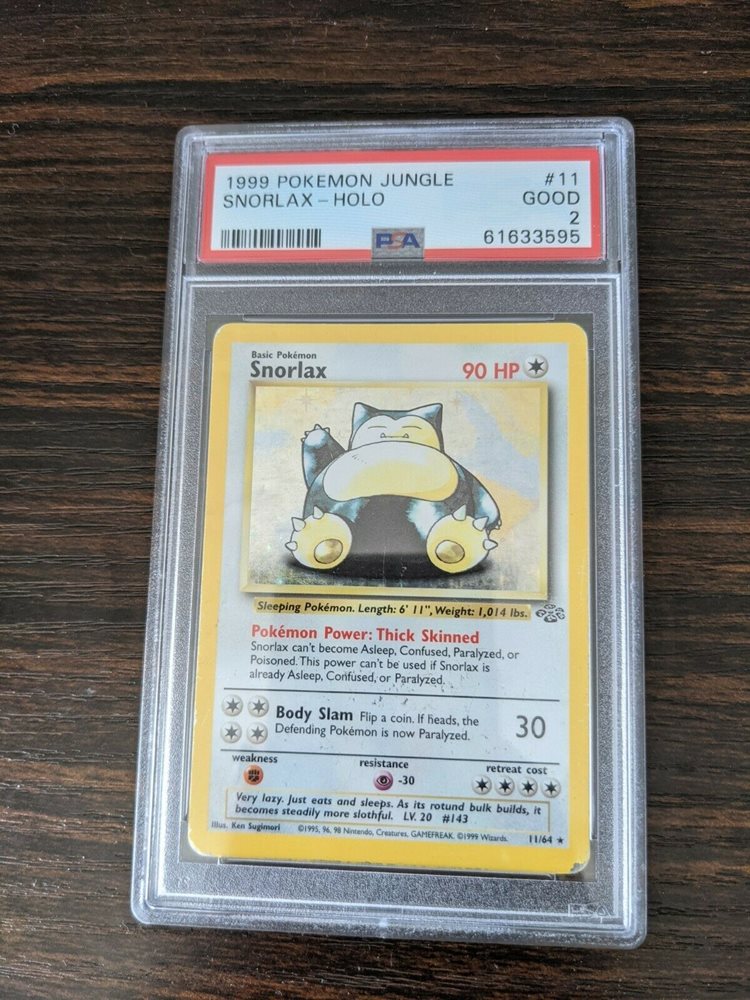 1999 POKEMON JUNGLE #11
SNORLAX - HOLO GOOD
2
PSA 61633595
Basic Pokémon
Snorlax 90 HP
Sleeping Pokémon. Length: 6' 11", Weight: 1,014 lbs.
Pokémon Power: Thick Skinned
Snorlax can't become Asleep, Confused, Paralyzed, or
Poisoned. This power can't be used if Snorlax is
already Asleep, Confused, or Paralyzed.
Body Slam Flip a coin. If heads, the
Defending Pokémon is now Paralyzed. 30
weakness resistance retreat cost
-30
Very lazy. Just eats and sleeps. As its rotund bulk builds, it
becomes steadily more slothful. LV. 20 #143
Illus. Ken Sugimori ©1995, 96, 98 Nintendo, Creatures, GAMEFREAK. ©1999 Wizards. 11/64 ★
PSA